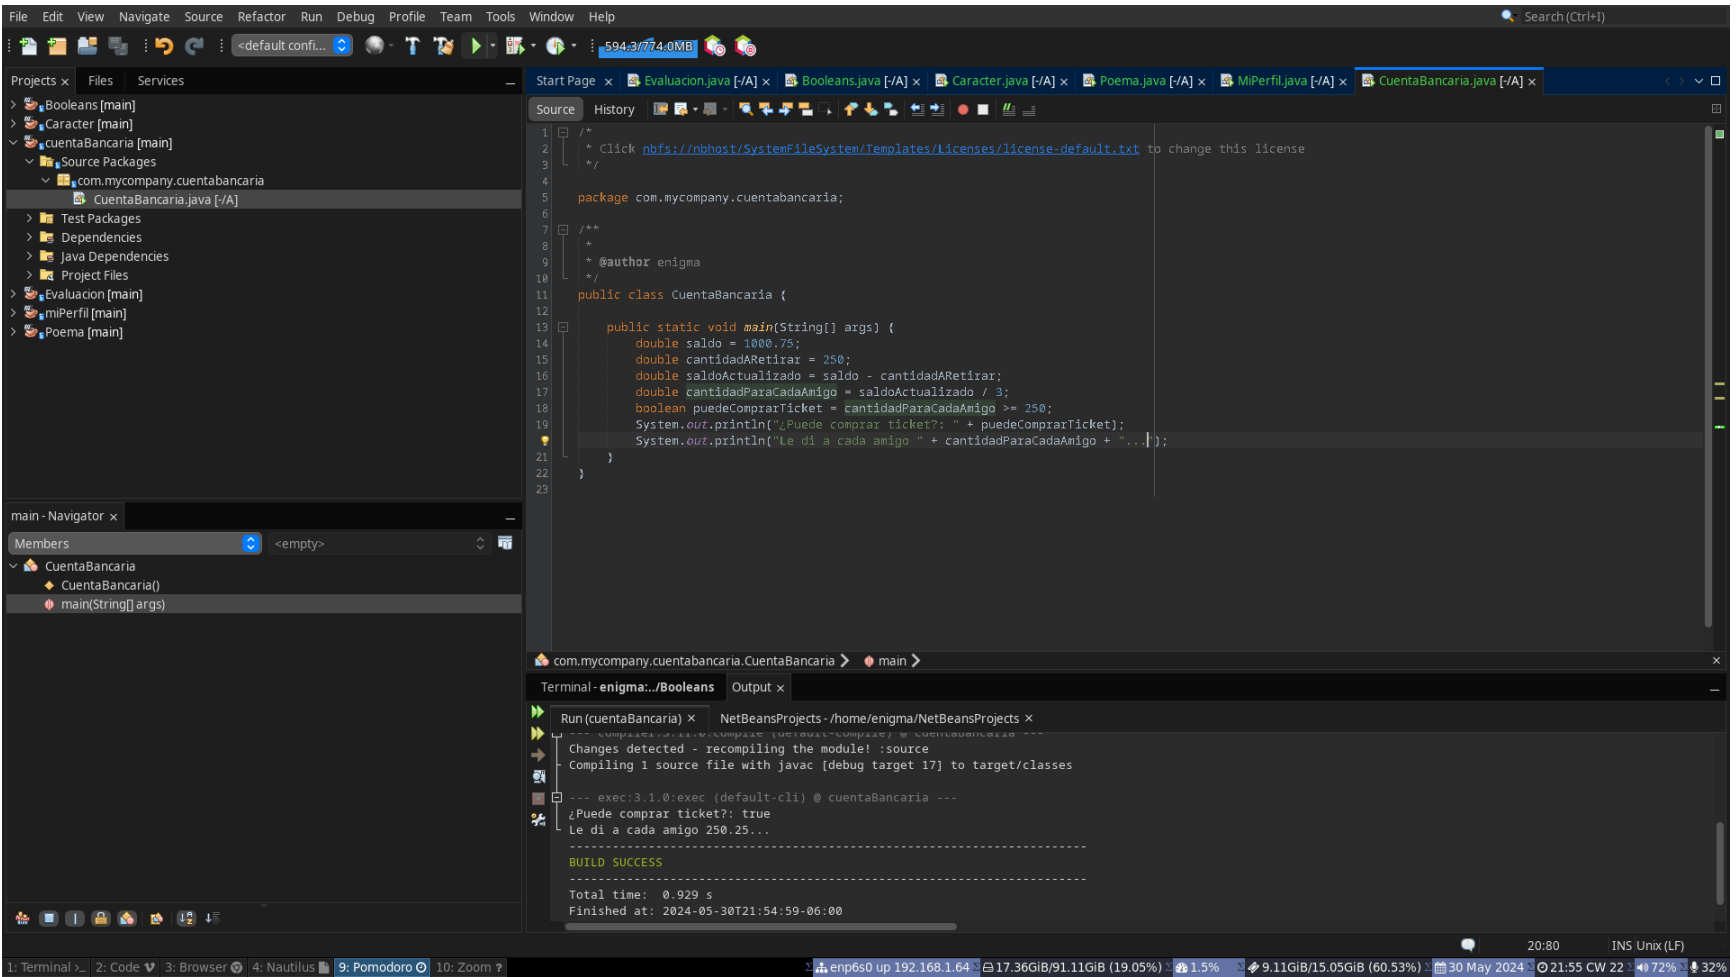 File Edit View Navigate Source Refactor Run Debug Profile Team Tools Window Help Search (Ctrl+I)
<default confi... 594.3/774.0MB
Projects Files Services
Booleans [main]
Caracter [main]
cuentaBancaria [main]
Source Packages
com.mycompany.cuentabancaria
CuentaBancaria.java [-/A]
Test Packages
Dependencies
Java Dependencies
Project Files
Evaluacion [main]
miPerfil [main]
Poema [main]
main - Navigator
Members <empty>
CuentaBancaria
CuentaBancaria()
main(String[] args)
Start Page Evaluacion.java [-/A] Booleans.java [-/A] Caracter.java [-/A] Poema.java [-/A] MiPerfil.java [-/A] CuentaBancaria.java [-/A]
Source History
1 /*
2 * Click nbfs://nbhost/SystemFileSystem/Templates/Licenses/license-default.txt to change this license
3 */
4
5 package com.mycompany.cuentabancaria;
6
7 /**
8 *
9 * @author enigma
10 */
11 public class CuentaBancaria {
12
13 public static void main(String[] args) {
14 double saldo = 1000.75;
15 double cantidadARetirar = 250;
16 double saldoActualizado = saldo - cantidadARetirar;
17 double cantidadParaCadaAmigo = saldoActualizado / 3;
18 boolean puedeComprarTicket = cantidadParaCadaAmigo >= 250;
19 System.out.println("¿Puede comprar ticket?: " + puedeComprarTicket);
System.out.println("Le di a cada amigo " + cantidadParaCadaAmigo + "...");
21 }
22 }
23
com.mycompany.cuentabancaria.CuentaBancaria main
Terminal - enigma:../Booleans Output
Run (cuentaBancaria) NetBeansProjects - /home/enigma/NetBeansProjects
--- compiler:3.11.0:compile (default-compile) @ cuentaBancaria ---
Changes detected - recompiling the module! :source
Compiling 1 source file with javac [debug target 17] to target/classes
--- exec:3.1.0:exec (default-cli) @ cuentaBancaria ---
¿Puede comprar ticket?: true
Le di a cada amigo 250.25...
------------------------------------------------------------------------
BUILD SUCCESS
------------------------------------------------------------------------
Total time: 0.929 s
Finished at: 2024-05-30T21:54:59-06:00
20:80 INS Unix (LF)
1: Terminal 2: Code 3: Browser 4: Nautilus 9: Pomodoro 10: Zoom ? enp6s0 up 192.168.1.64 17.36GiB/91.11GiB (19.05%) 1.5% 9.11GiB/15.05GiB (60.53%) 30 May 2024 21:55 CW 22 72% 32%